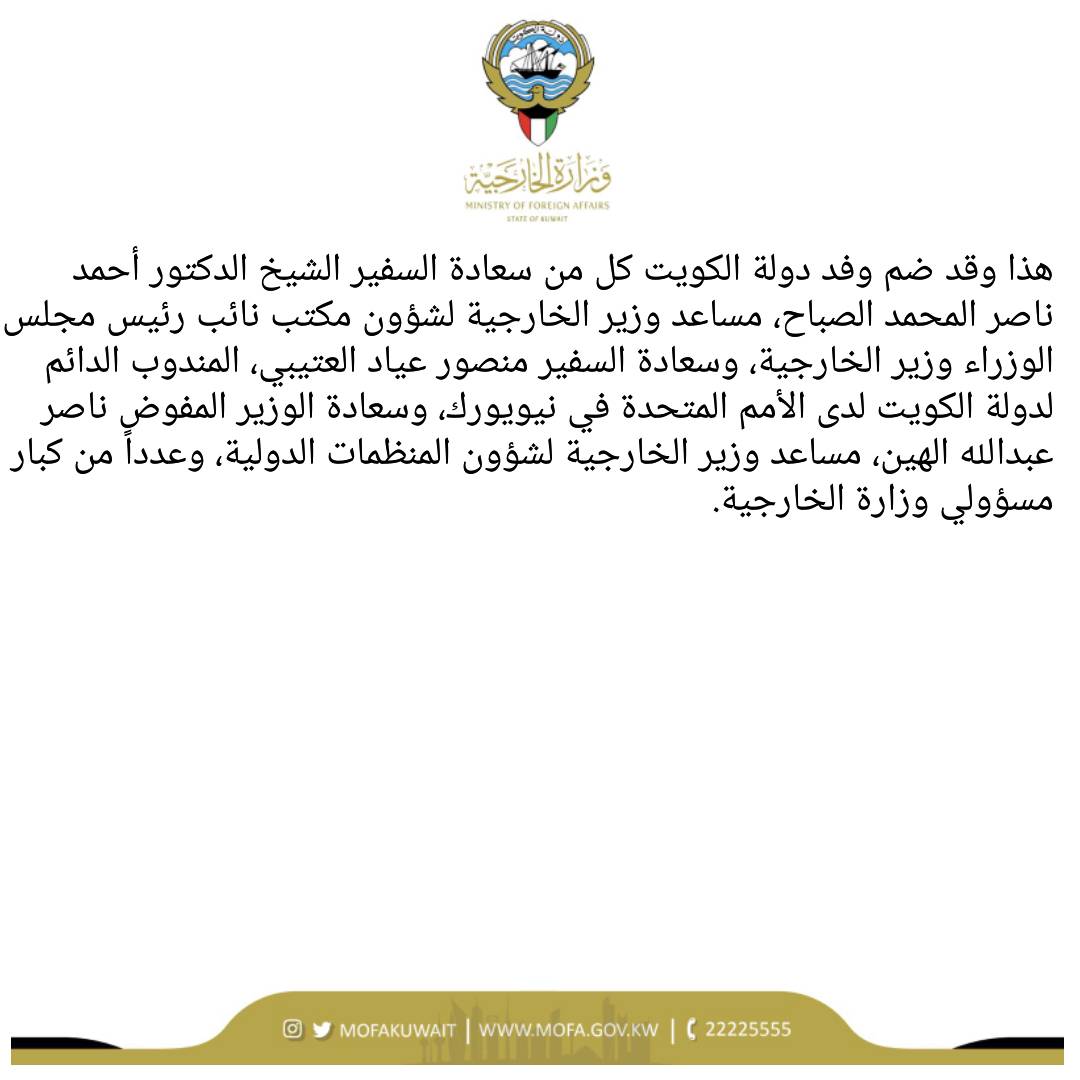 دولة الكويت
وزارة الخارجية
MINISTRY OF FOREIGN AFFAIRS
STATE OF KUWAIT
هذا وقد ضم وفد دولة الكويت كل من سعادة السفير الشيخ الدكتور أحمد
ناصر المحمد الصباح، مساعد وزير الخارجية لشؤون مكتب نائب رئيس مجلس
الوزراء وزير الخارجية، وسعادة السفير منصور عياد العتيبي، المندوب الدائم
لدولة الكويت لدى الأمم المتحدة في نيويورك، وسعادة الوزير المفوض ناصر
عبدالله الهين، مساعد وزير الخارجية لشؤون المنظمات الدولية، وعدداً من كبار
مسؤولي وزارة الخارجية.
MOFAKUWAIT | WWW.MOFA.GOV.KW | 22225555